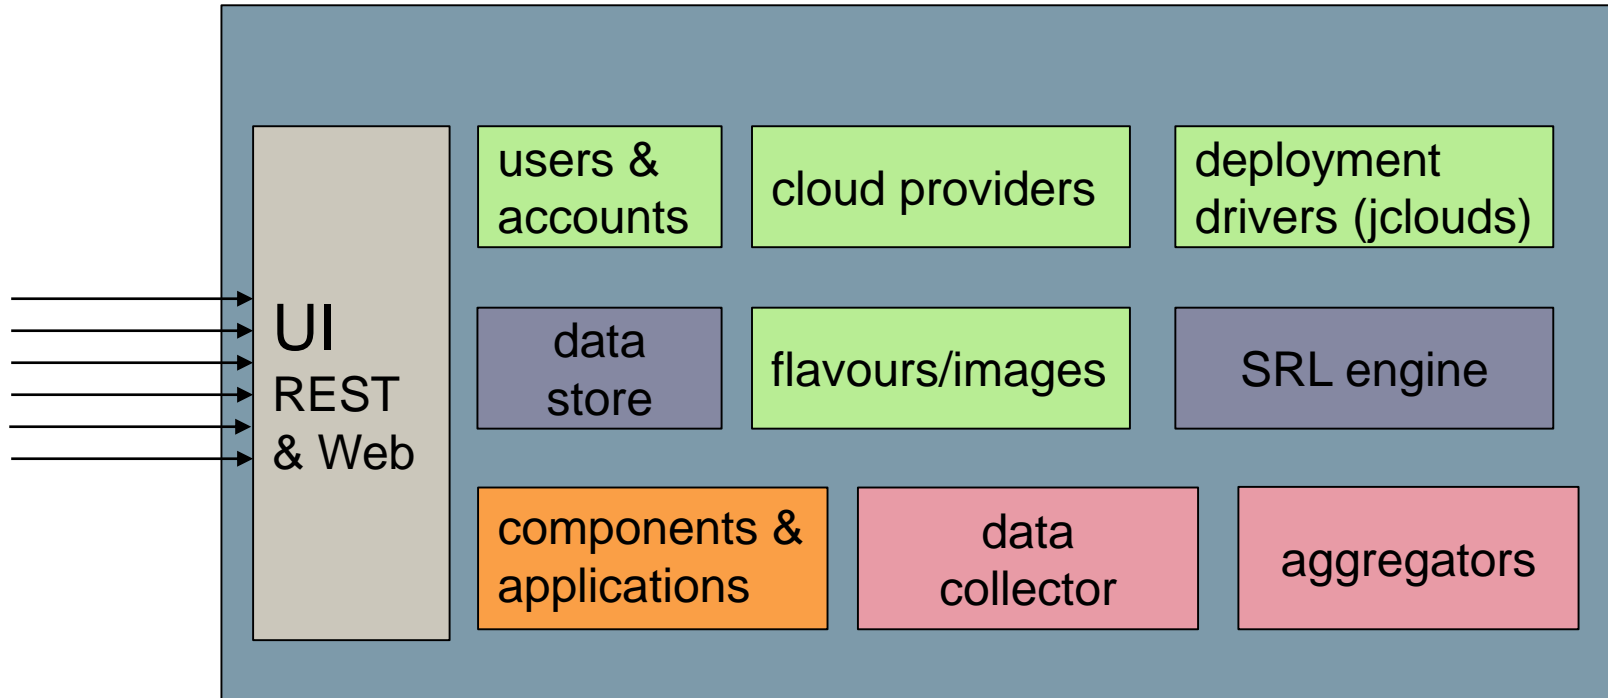 UI
REST
& Web
users &
accounts
cloud providers
deployment
drivers (jclouds)
data
store
flavours/images
SRL engine
components &
applications
data
collector
aggregators